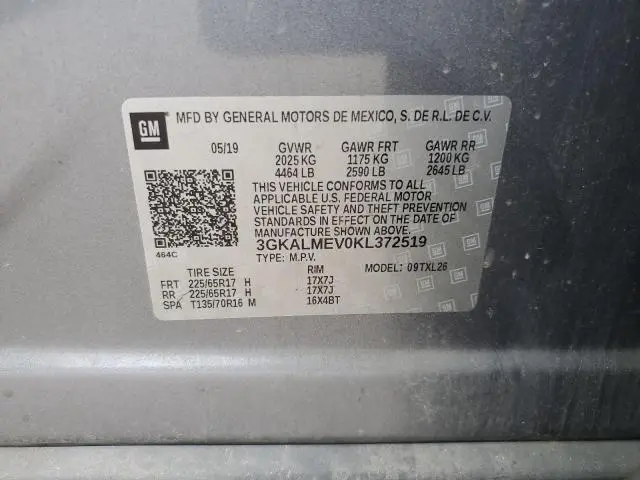 GM MFD BY GENERAL MOTORS DE MEXICO, S. DE R.L. DE C.V.
05/19 GVWR GAWR FRT GAWR RR
2025 KG 1175 KG 1200 KG
4464 LB 2590 LB 2645 LB
THIS VEHICLE CONFORMS TO ALL
APPLICABLE U.S. FEDERAL MOTOR
VEHICLE SAFETY AND THEFT PREVENTION
STANDARDS IN EFFECT ON THE DATE OF
MANUFACTURE SHOWN ABOVE.
464C 3GKALMEV0KL372519
TYPE: M.P.V. MODEL: 09TXL26
TIRE SIZE RIM
FRT 225/65R17 H 17X7J
RR 225/65R17 H 17X7J
SPA T135/70R16 M 16X4BT